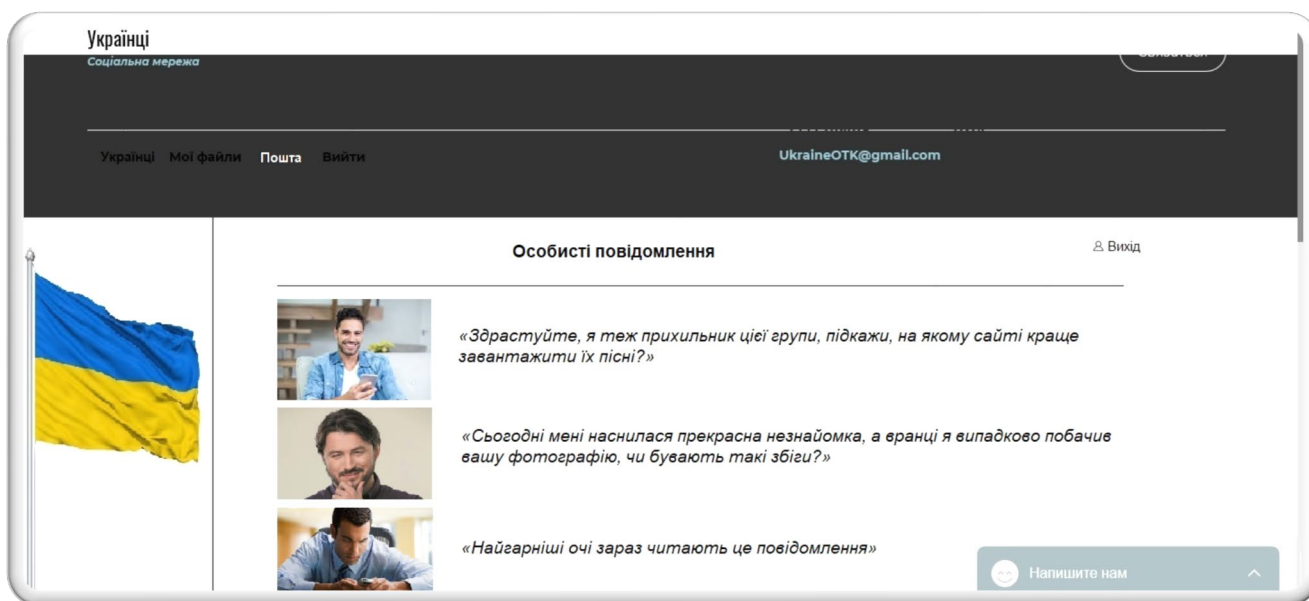 Українці
Соціальна мережа
Українці Мої файли Пошта Вийти
UkraineOTK@gmail.com
Особисті повідомлення
Вихід
«Здрастуйте, я теж прихильник цієї групи, підкажи, на якому сайті краще
завантажити їх пісні?»
«Сьогодні мені наснилася прекрасна незнайомка, а вранці я випадково побачив
вашу фотографію, чи бувають такі збіги?»
«Найгарніші очі зараз читають це повідомлення»
Напишите нам